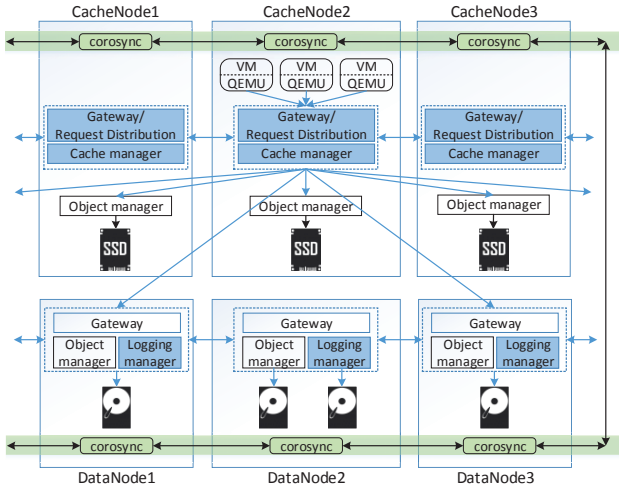 CacheNode1 CacheNode2 CacheNode3
corosync corosync corosync
VM VM VM
QEMU QEMU QEMU
Gateway/ Gateway/ Gateway/
Request Distribution Request Distribution Request Distribution
Cache manager Cache manager Cache manager
Object manager Object manager Object manager
SSD SSD SSD
Gateway Gateway Gateway
Object Logging Object Logging Object Logging
manager manager manager manager manager manager
corosync corosync corosync
DataNode1 DataNode2 DataNode3